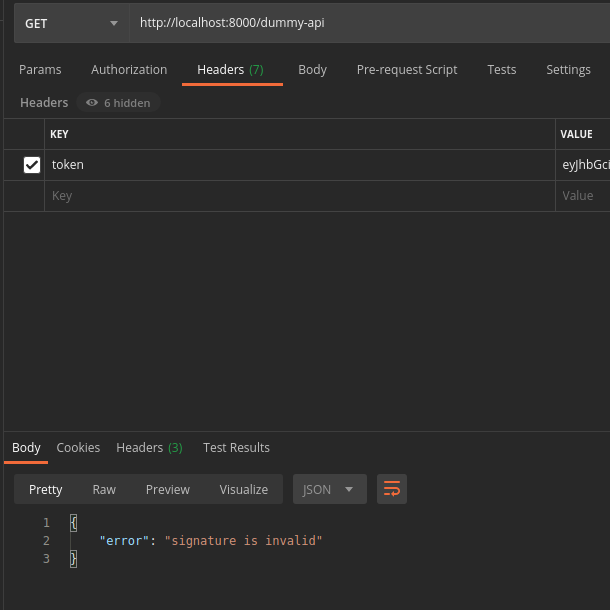 GET http://localhost:8000/dummy-api
Params Authorization Headers (7) Body Pre-request Script Tests Settings
Headers 6 hidden
KEY VALUE
token eyJhbGci
Key Value
Body Cookies Headers (3) Test Results
Pretty Raw Preview Visualize JSON
1 {
2 "error": "signature is invalid"
3 }